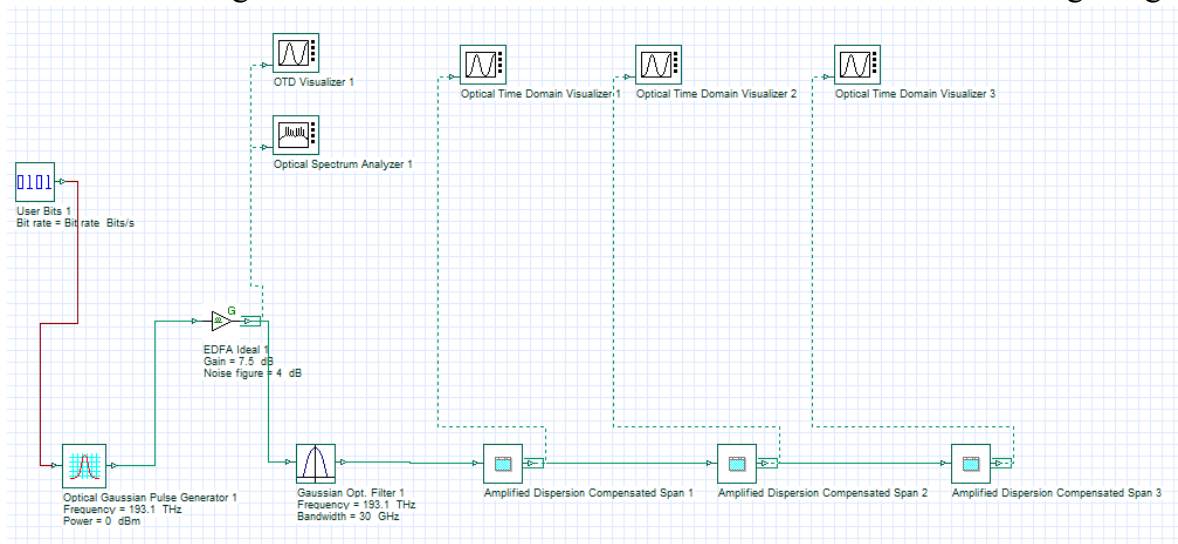 OTD Visualizer 1
Optical Time Domain Visualizer 1
Optical Time Domain Visualizer 2
Optical Time Domain Visualizer 3
Optical Spectrum Analyzer 1
0101
User Bits 1
Bit rate = Bit rate Bits/s
G
EDFA Ideal 1
Gain = 7.5 dB
Noise figure = 4 dB
Optical Gaussian Pulse Generator 1
Frequency = 193.1 THz
Power = 0 dBm
Gaussian Opt. Filter 1
Frequency = 193.1 THz
Bandwidth = 30 GHz
Amplified Dispersion Compensated Span 1
Amplified Dispersion Compensated Span 2
Amplified Dispersion Compensated Span 3